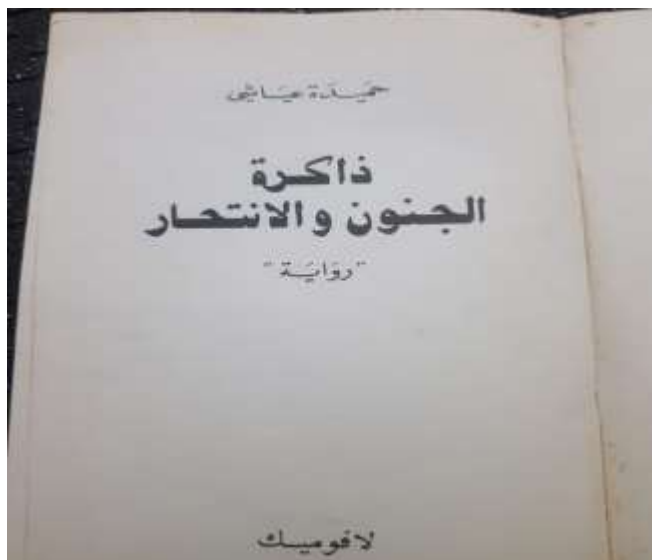 حميدة عياشي
ذاكرة
الجنون والانتحار
"رواية"
لافوميك